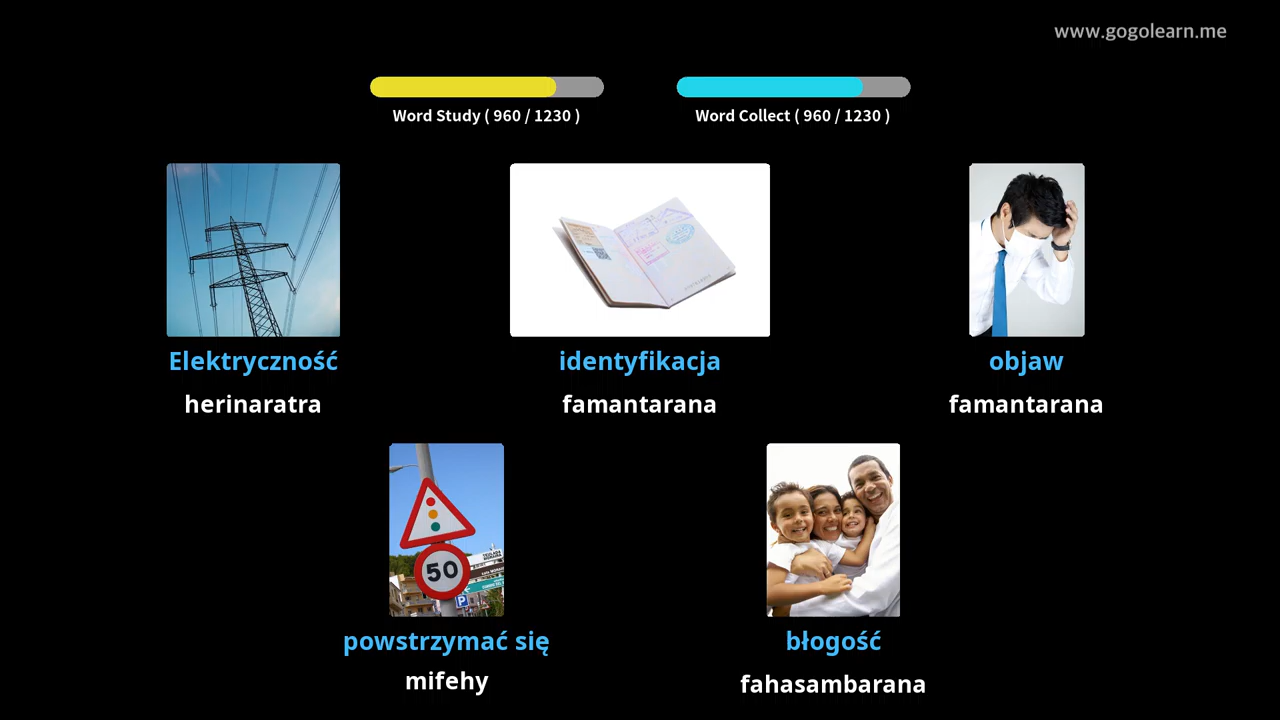 www.gogolearn.me
Word Study ( 960 / 1230 )
Word Collect ( 960 / 1230 )
Elektryczność
herinaratra
identyfikacja
famantarana
objaw
famantarana
50
P
powstrzymać się
mifehy
błogość
fahasambarana